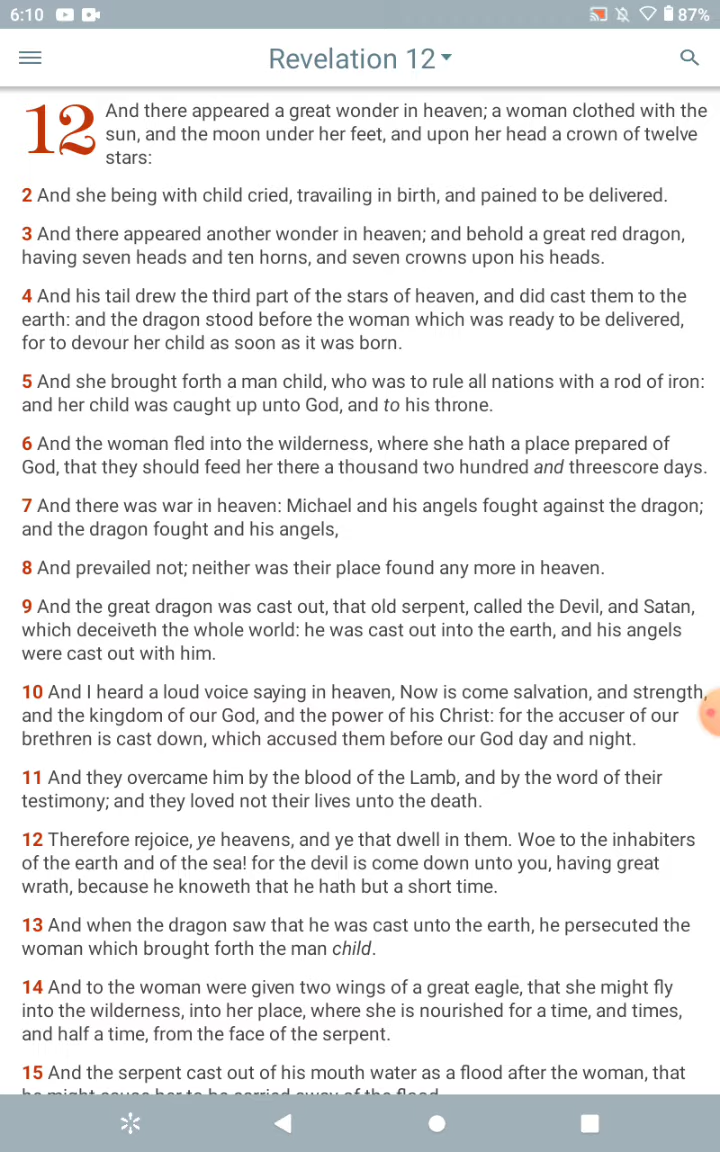 6:10
87%
Revelation 12
12 And there appeared a great wonder in heaven; a woman clothed with the
sun, and the moon under her feet, and upon her head a crown of twelve
stars:
2 And she being with child cried, travailing in birth, and pained to be delivered.
3 And there appeared another wonder in heaven; and behold a great red dragon,
having seven heads and ten horns, and seven crowns upon his heads.
4 And his tail drew the third part of the stars of heaven, and did cast them to the
earth: and the dragon stood before the woman which was ready to be delivered,
for to devour her child as soon as it was born.
5 And she brought forth a man child, who was to rule all nations with a rod of iron:
and her child was caught up unto God, and to his throne.
6 And the woman fled into the wilderness, where she hath a place prepared of
God, that they should feed her there a thousand two hundred and threescore days.
7 And there was war in heaven: Michael and his angels fought against the dragon;
and the dragon fought and his angels,
8 And prevailed not; neither was their place found any more in heaven.
9 And the great dragon was cast out, that old serpent, called the Devil, and Satan,
which deceiveth the whole world: he was cast out into the earth, and his angels
were cast out with him.
10 And I heard a loud voice saying in heaven, Now is come salvation, and strength,
and the kingdom of our God, and the power of his Christ: for the accuser of our
brethren is cast down, which accused them before our God day and night.
11 And they overcame him by the blood of the Lamb, and by the word of their
testimony; and they loved not their lives unto the death.
12 Therefore rejoice, ye heavens, and ye that dwell in them. Woe to the inhabiters
of the earth and of the sea! for the devil is come down unto you, having great
wrath, because he knoweth that he hath but a short time.
13 And when the dragon saw that he was cast unto the earth, he persecuted the
woman which brought forth the man child.
14 And to the woman were given two wings of a great eagle, that she might fly
into the wilderness, into her place, where she is nourished for a time, and times,
and half a time, from the face of the serpent.
15 And the serpent cast out of his mouth water as a flood after the woman, that
he might cause her to be carried away of the flood.